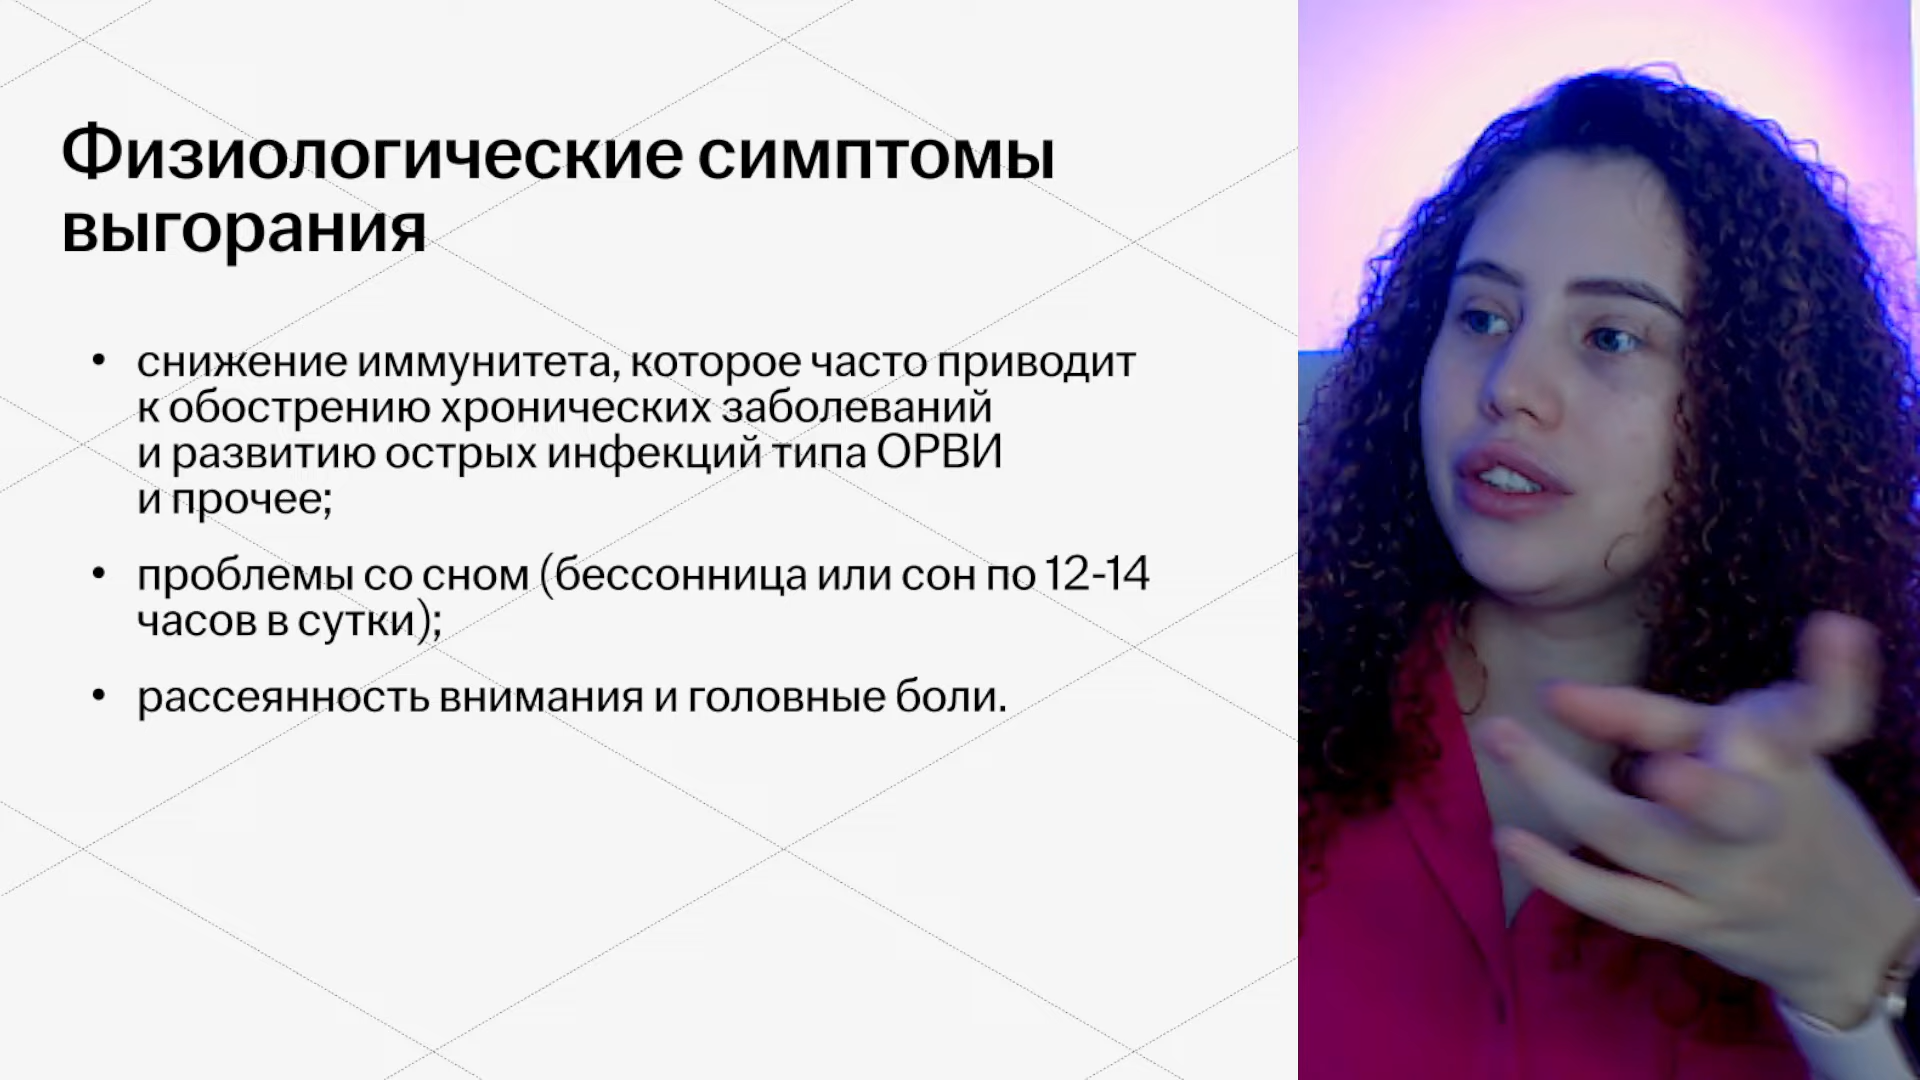 Физиологические симптомы
выгорания
• снижение иммунитета, которое часто приводит
к обострению хронических заболеваний
и развитию острых инфекций типа ОРВИ
и прочее;
• проблемы со сном (бессонница или сон по 12-14
часов в сутки);
• рассеянность внимания и головные боли.